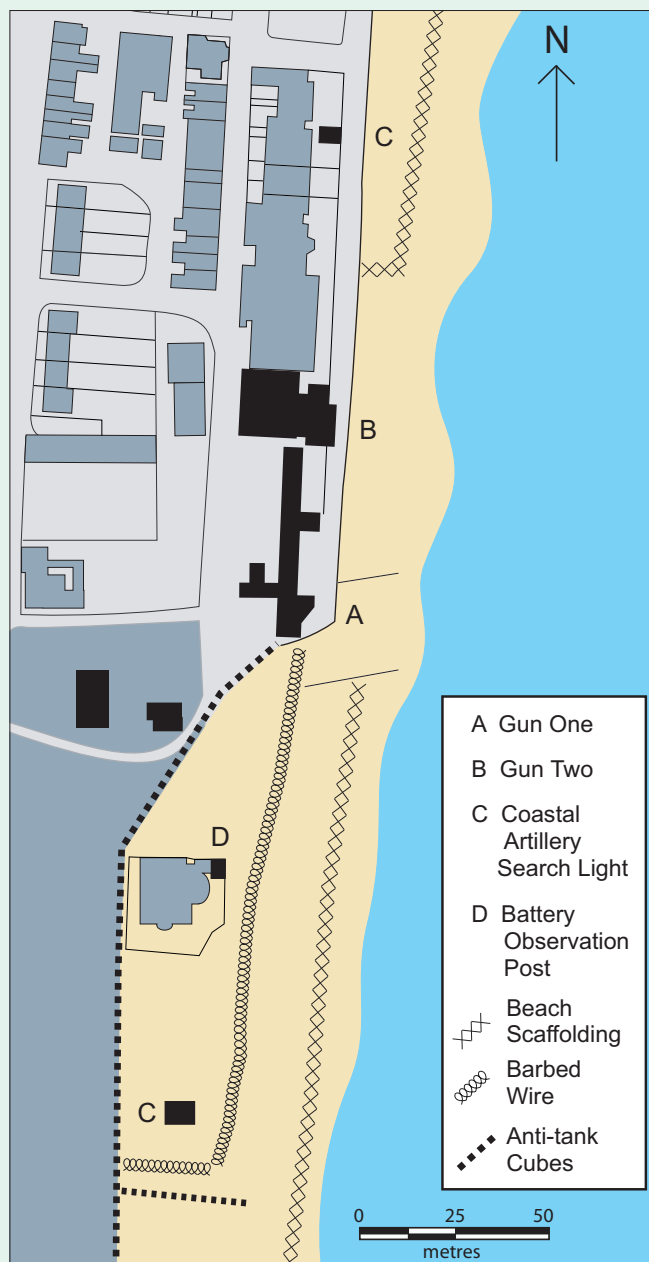 N
C
B
A
D
C
A Gun One
B Gun Two
C Coastal
Artillery
Search Light
D Battery
Observation
Post
Beach
Scaffolding
Barbed
Wire
Anti-tank
Cubes
0 25 50
metres